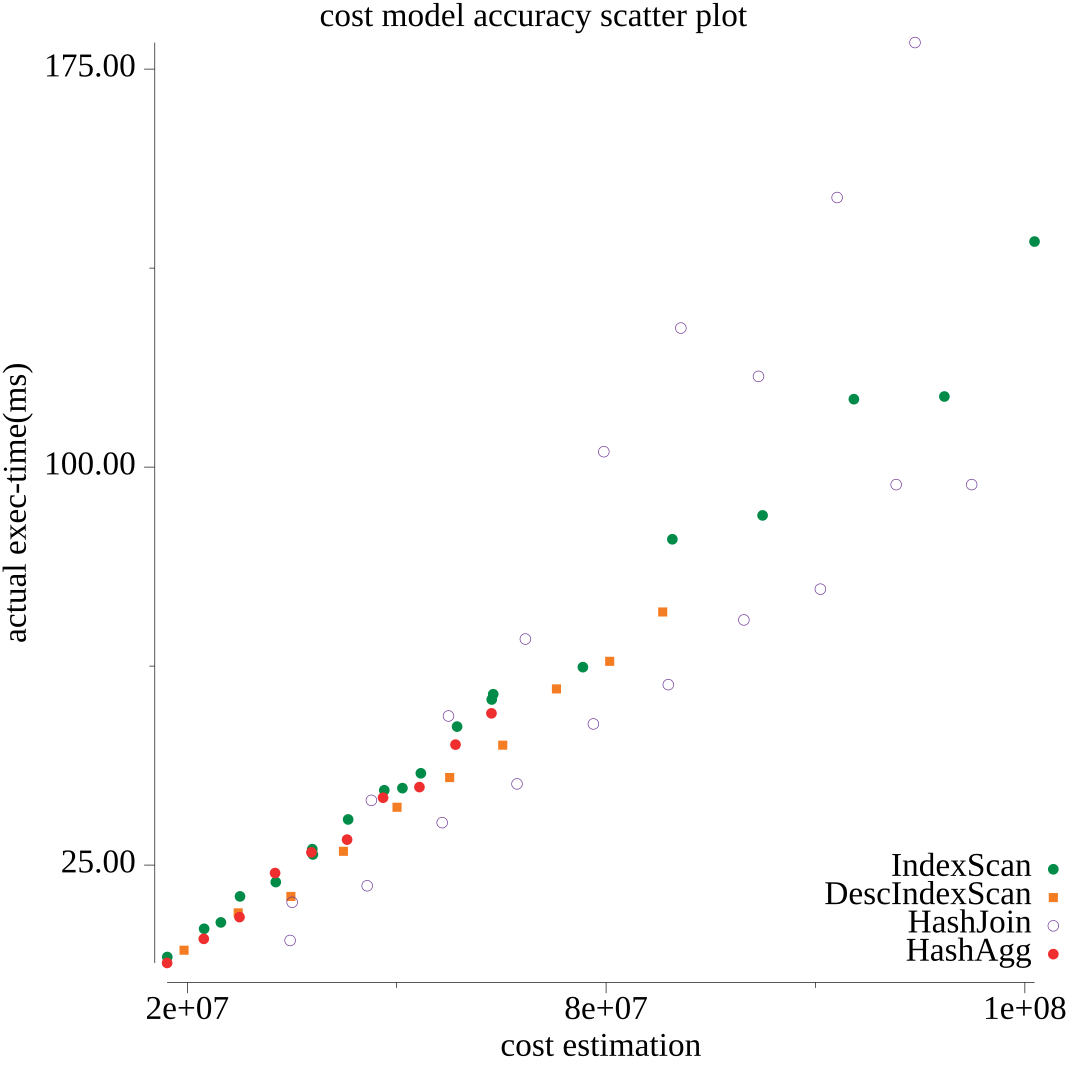 cost model accuracy scatter plot
175.00
100.00
25.00
actual exec-time(ms)
IndexScan
DescIndexScan
HashJoin
HashAgg
2e+07 8e+07 1e+08
cost estimation